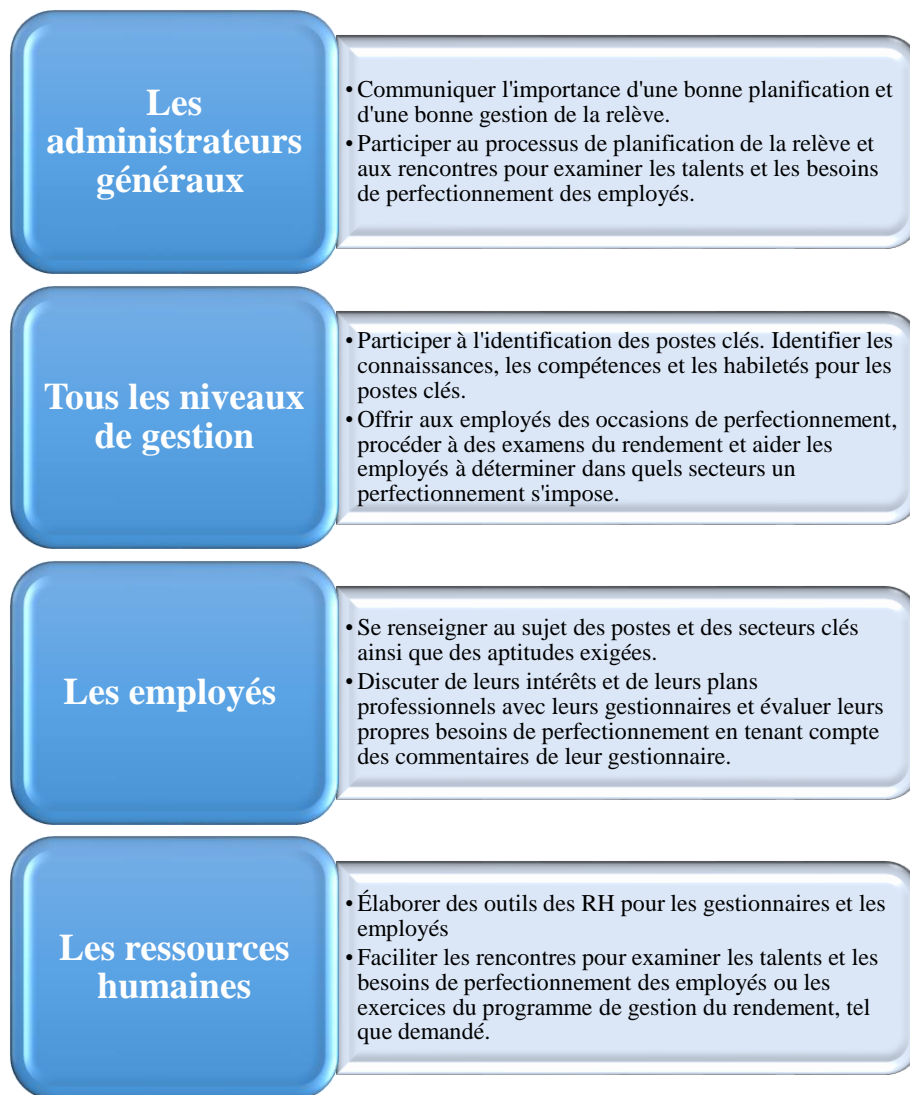 Les
administrateurs
généraux
• Communiquer l'importance d'une bonne planification et
d'une bonne gestion de la relève.
• Participer au processus de planification de la relève et
aux rencontres pour examiner les talents et les besoins
de perfectionnement des employés.
Tous les niveaux
de gestion
• Participer à l'identification des postes clés. Identifier les
connaissances, les compétences et les habiletés pour les
postes clés.
• Offrir aux employés des occasions de perfectionnement,
procéder à des examens du rendement et aider les
employés à déterminer dans quels secteurs un
perfectionnement s'impose.
Les employés
• Se renseigner au sujet des postes et des secteurs clés
ainsi que des aptitudes exigées.
• Discuter de leurs intérêts et de leurs plans
professionnels avec leurs gestionnaires et évaluer leurs
propres besoins de perfectionnement en tenant compte
des commentaires de leur gestionnaire.
Les ressources
humaines
• Élaborer des outils des RH pour les gestionnaires et les
employés
• Faciliter les rencontres pour examiner les talents et les
besoins de perfectionnement des employés ou les
exercices du programme de gestion du rendement, tel
que demandé.